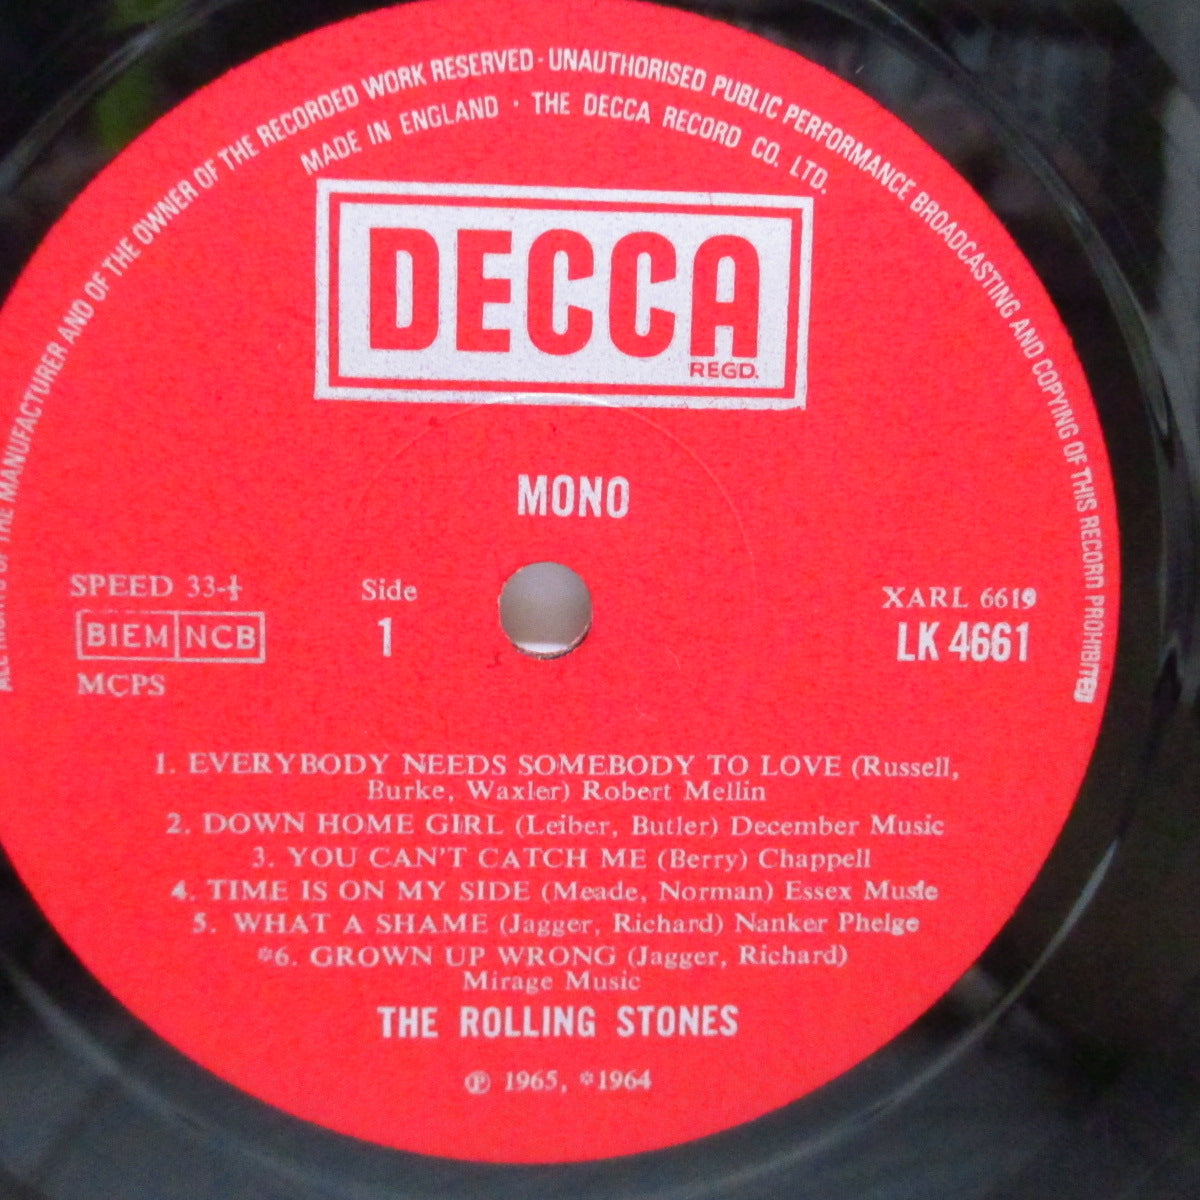 ALL RIGHTS OF THE MANUFACTURER AND OF THE OWNER OF THE RECORDED WORK RESERVED · UNAUTHORISED PUBLIC PERFORMANCE BROADCASTING AND COPYING OF THIS RECORD PROHIBITED
MADE IN ENGLAND · THE DECCA RECORD CO. LTD.
DECCA
REGD.
MONO
SPEED 33⅓
Side
XARL 6619
BIEM NCB
1
LK 4661
MCPS
1. EVERYBODY NEEDS SOMEBODY TO LOVE (Russell,
Burke, Waxler) Robert Mellin
2. DOWN HOME GIRL (Leiber, Butler) December Music
3. YOU CAN'T CATCH ME (Berry) Chappell
4. TIME IS ON MY SIDE (Meade, Norman) Essex Music
5. WHAT A SHAME (Jagger, Richard) Nanker Phelge
*6. GROWN UP WRONG (Jagger, Richard)
Mirage Music
THE ROLLING STONES
℗ 1965, *1964